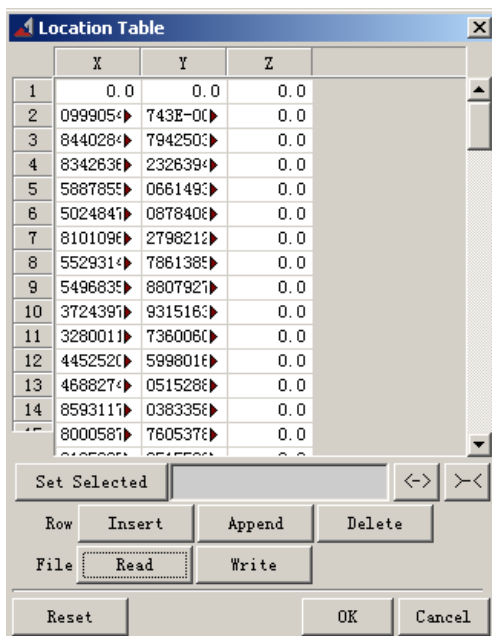 Location Table
X Y Z
1 0.0 0.0 0.0
2 0999054 743E-00 0.0
3 8440284 7942503 0.0
4 8342636 2326394 0.0
5 5887855 0661493 0.0
6 5024847 0878408 0.0
7 8101096 2798212 0.0
8 5529314 7861385 0.0
9 5496835 8807927 0.0
10 3724397 9315163 0.0
11 3280011 7360060 0.0
12 4452520 5998016 0.0
13 4688274 0515288 0.0
14 8593117 0383358 0.0
15 8000587 7605378 0.0
Set Selected <-> >-<
Row Insert Append Delete
File Read Write
Reset OK Cancel